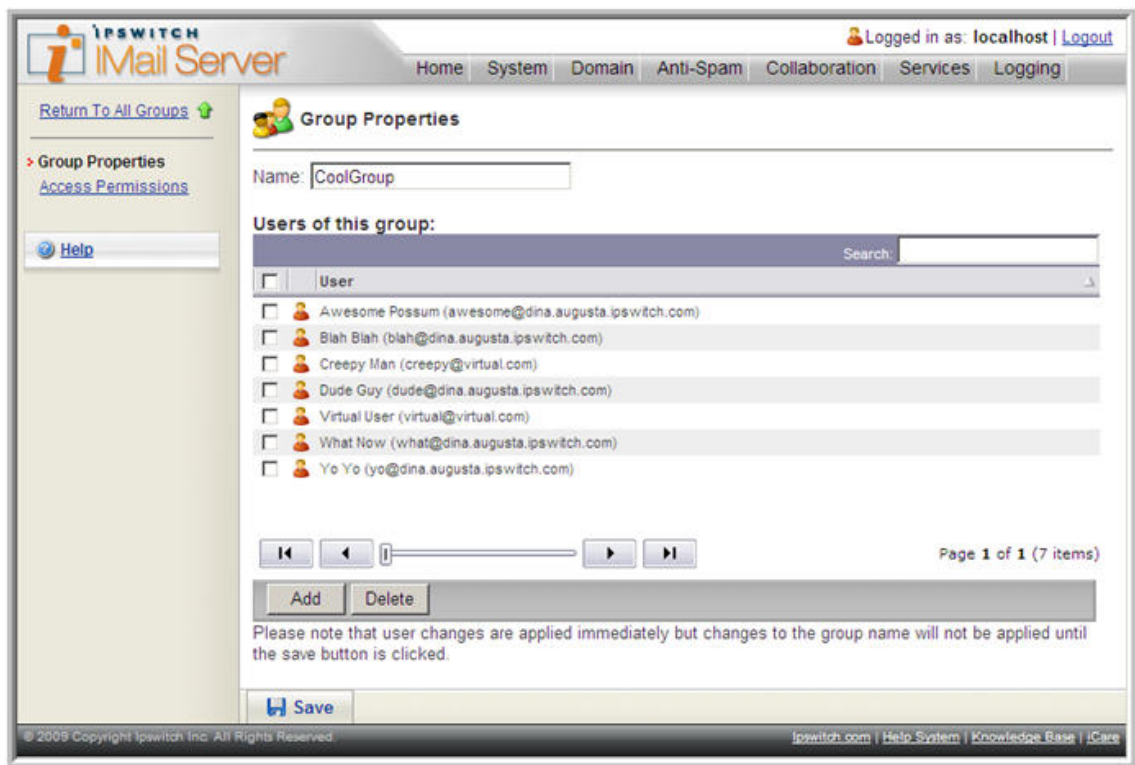 IPSWITCH
IMail Server
Logged in as: localhost | Logout
Home System Domain Anti-Spam Collaboration Services Logging
Return To All Groups
Group Properties
Access Permissions
Help
Group Properties
Name: CoolGroup
Users of this group:
Search:
User
Awesome Possum (awesome@dina.augusta.ipswitch.com)
Blah Blah (blah@dina.augusta.ipswitch.com)
Creepy Man (creepy@virtual.com)
Dude Guy (dude@dina.augusta.ipswitch.com)
Virtual User (virtual@virtual.com)
What Now (what@dina.augusta.ipswitch.com)
Yo Yo (yo@dina.augusta.ipswitch.com)
Page 1 of 1 (7 items)
Add Delete
Please note that user changes are applied immediately but changes to the group name will not be applied until
the save button is clicked.
Save
© 2009 Copyright Ipswitch Inc. All Rights Reserved.
Ipswitch.com | Help System | Knowledge Base | iCare